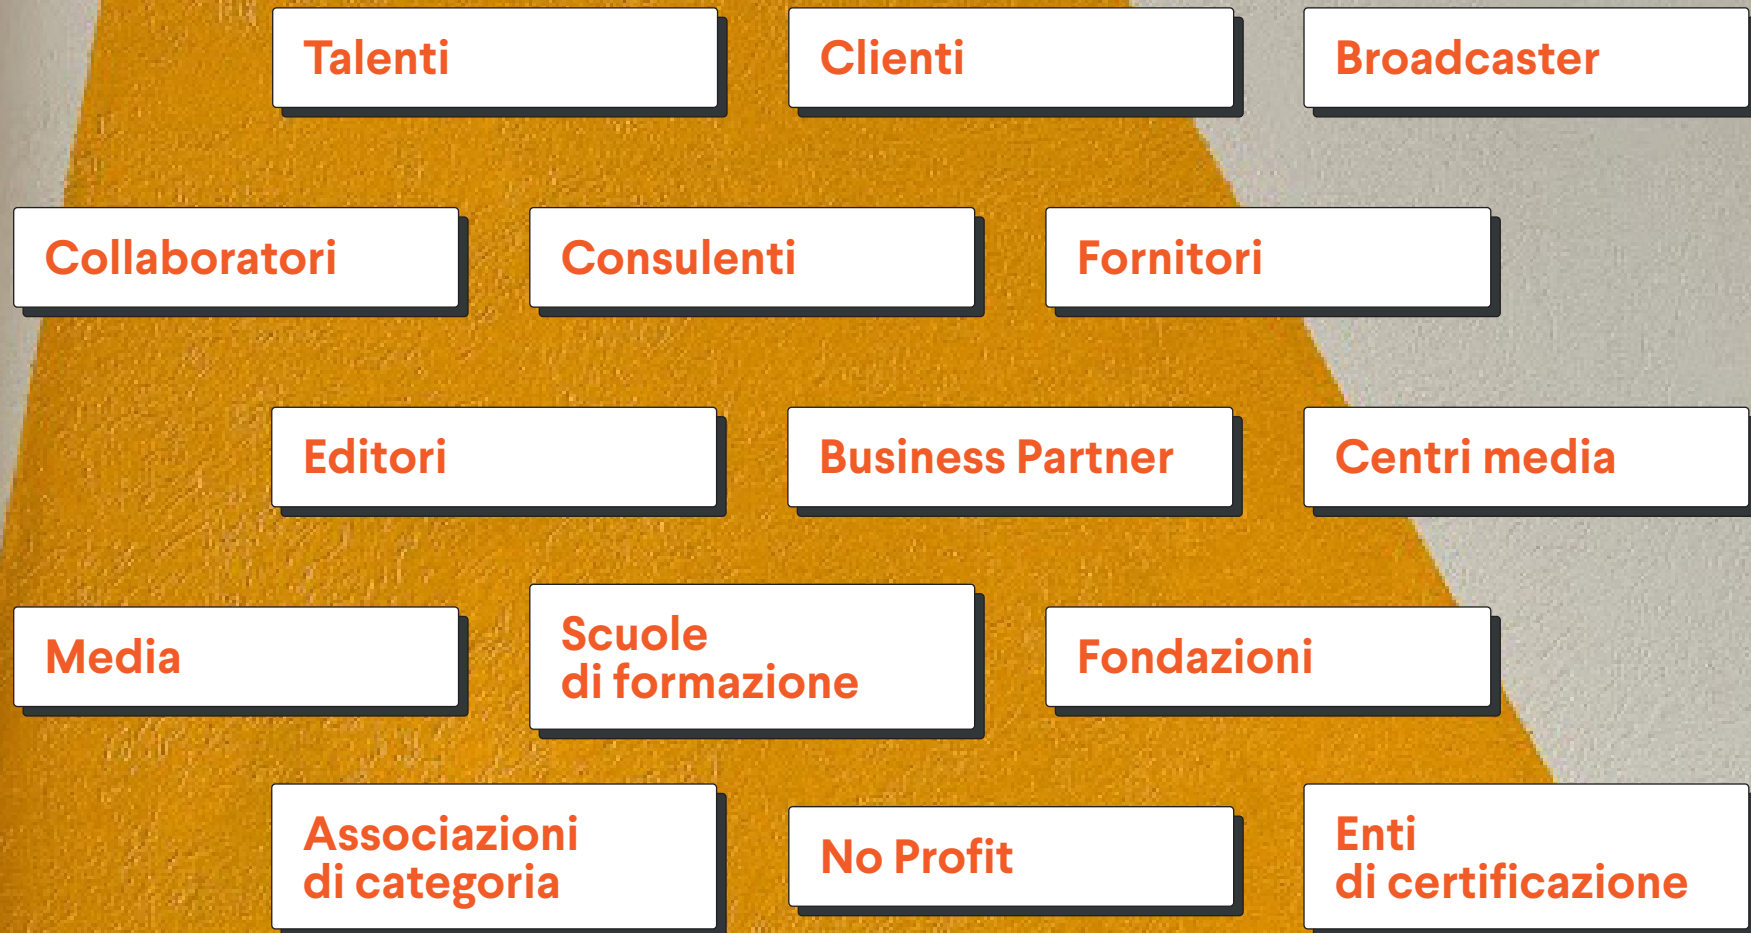 Talenti
Clienti
Broadcaster
Collaboratori
Consulenti
Fornitori
Editori
Business Partner
Centri media
Media
Scuole
di formazione
Fondazioni
Associazioni
di categoria
No Profit
Enti
di certificazione